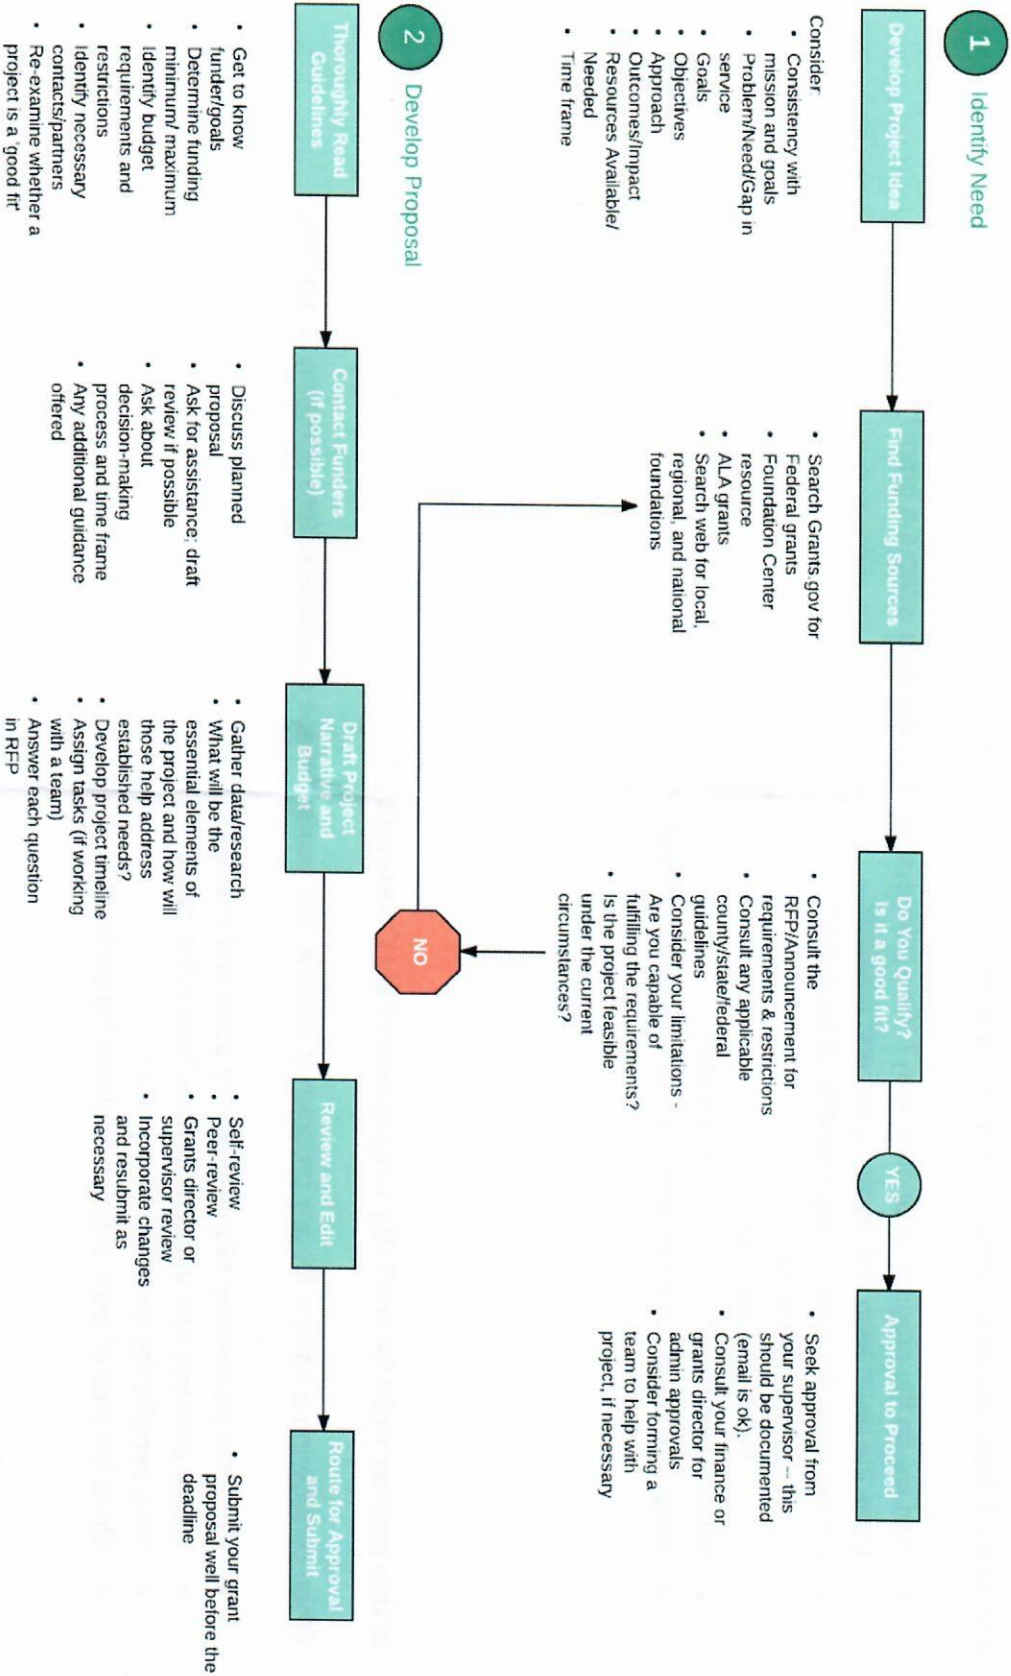 1
Identify Need
Develop Project Idea
Consider:
• Consistency with
mission and goals
• Problem/Need/Gap in
service
• Goals
• Objectives
• Approach
• Outcomes/Impact
• Resources Available/
Needed
• Time frame
Find Funding Sources
• Search Grants.gov for
Federal grants
• Foundation Center
resource
• ALA grants
• Search web for local,
regional, and national
foundations
Do You Qualify?
Is it a good fit?
• Consult the
RFP/Announcement for
requirements & restrictions
• Consult any applicable
county/state/federal
guidelines
• Consider your limitations -
Are you capable of
fulfilling the requirements?
• Is the project feasible
under the current
circumstances?
YES
NO
Approval to Proceed
• Seek approval from
your supervisor -- this
should be documented
(email is ok).
• Consult your finance or
grants director for
admin approvals
• Consider forming a
team to help with
project, if necessary
2
Develop Proposal
Thoroughly Read
Guidelines
• Get to know
funder/goals
• Determine funding
minimum/ maximum
• Identify budget
requirements and
restrictions
• Identify necessary
contacts/partners
• Re-examine whether a
project is a "good fit"
Contact Funders
(if possible)
• Discuss planned
proposal
• Ask for assistance; draft
review if possible
• Ask about
decision-making
process and time frame
• Any additional guidance
offered
Draft Project
Narrative and
Budget
• Gather data/research
• What will be the
essential elements of
the project and how will
those help address
established needs?
• Develop project timeline
• Assign tasks (if working
with a team)
• Answer each question
in RFP
Review and Edit
• Self-review
• Peer-review
• Grants director or
supervisor review
• Incorporate changes
and resubmit as
necessary
Route for Approval
and Submit
• Submit your grant
proposal well before the
deadline